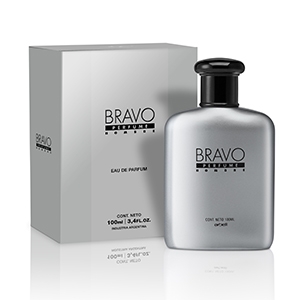 BRAVO
PERFUME
HOMBRE
EAU DE PARFUM
CONT. NETO
100ml | 3,4FL.OZ.
INDUSTRIA ARGENTINA
BRAVO
PERFUME
HOMBRE
CONT. NETO 100ML